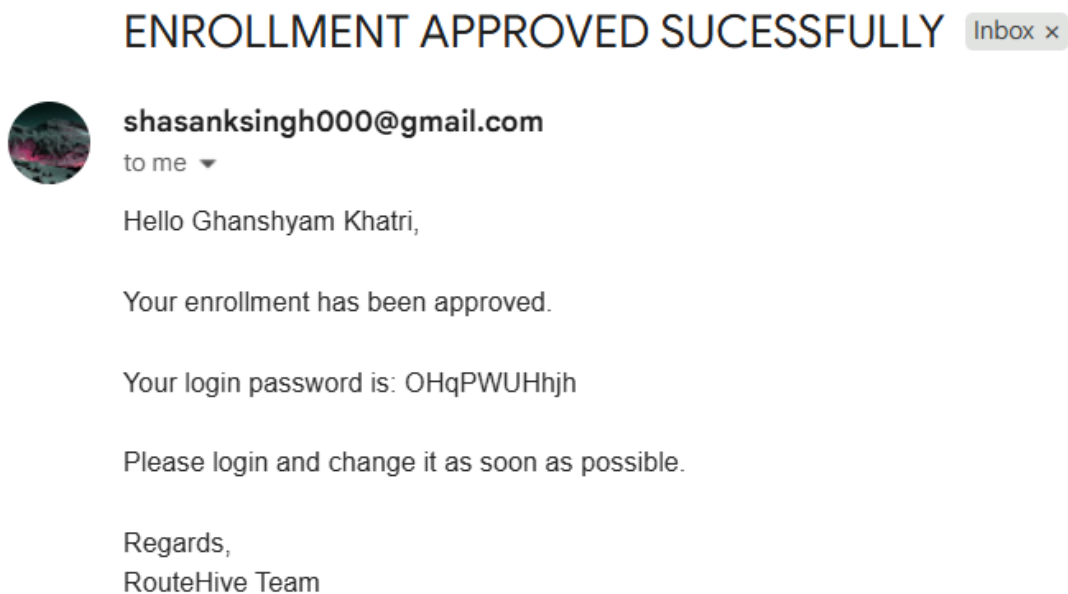 ENROLLMENT APPROVED SUCESSFULLY Inbox ×
shasanksingh000@gmail.com
to me
Hello Ghanshyam Khatri,
Your enrollment has been approved.
Your login password is: OHqPWUHhjh
Please login and change it as soon as possible.
Regards,
RouteHive Team